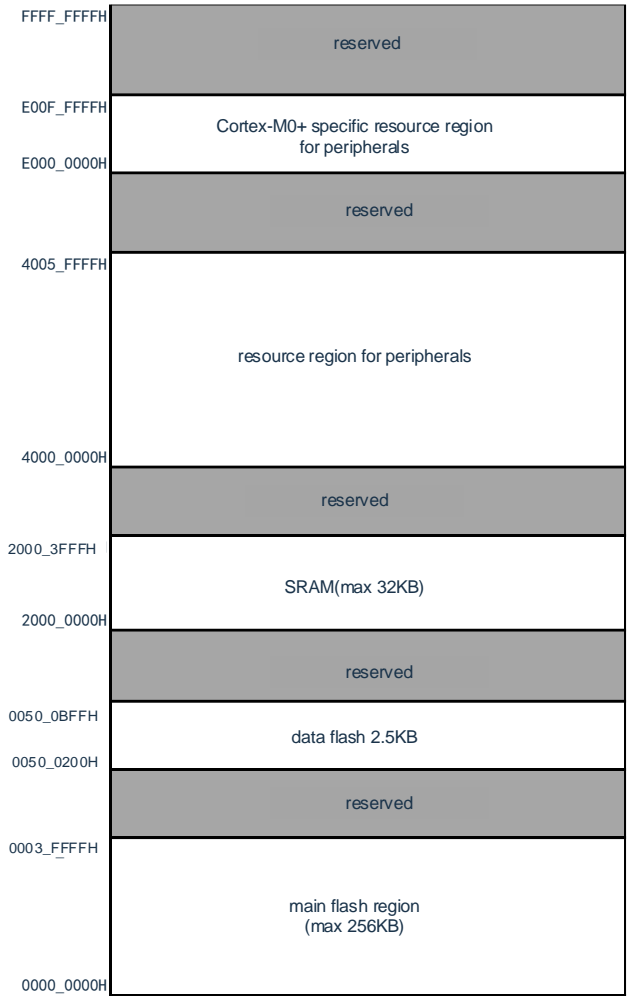 FFFF_FFFFH
reserved
E00F_FFFFH
Cortex-M0+ specific resource region
for peripherals
E000_0000H
reserved
4005_FFFFH
resource region for peripherals
4000_0000H
reserved
2000_3FFFH
SRAM(max 32KB)
2000_0000H
reserved
0050_0BFFH
data flash 2.5KB
0050_0200H
reserved
0003_FFFFH
main flash region
(max 256KB)
0000_0000H